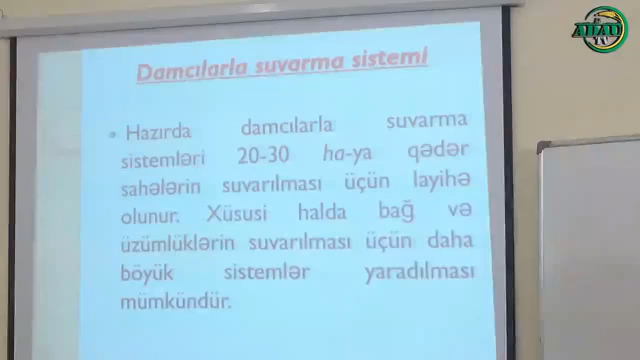 ADAU
Damcılarla suvarma sistemi
• Hazırda damcılarla suvarma
sistemləri 20-30 ha-ya qədər
sahələrin suvarılması üçün layihə
olunur. Xüsusi halda bağ və
üzümlüklərin suvarılması üçün daha
böyük sistemlər yaradılması
mümkündür.